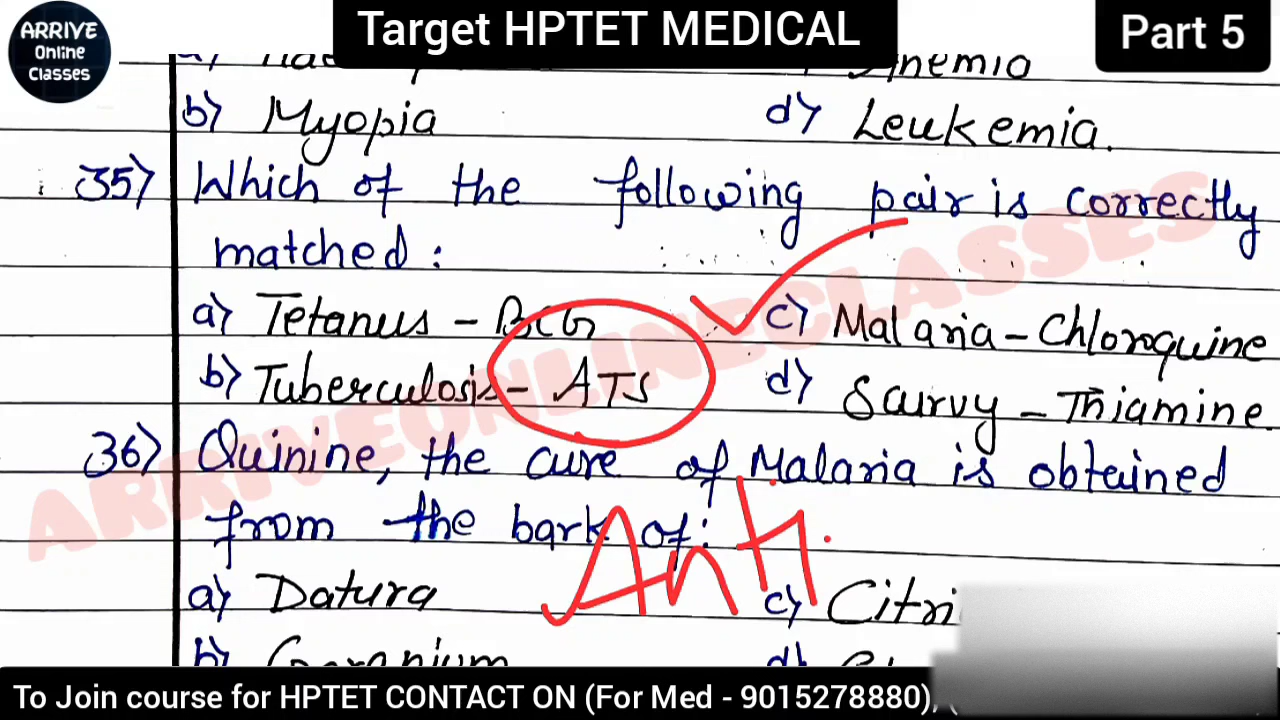 ARRIVE
Online
Classes
Target HPTET MEDICAL
Part 5
b) Myopia
d) Leukemia.
35) Which of the following pair is correctly
matched :
a) Tetanus - BCG
c) Malaria - Chloroquine
b) Tuberculosis - ATS
d) Scurvy - Thiamine.
36) Quinine, the cure of Malaria is obtained
from the bark of:
Anti
a) Datura
c)
b) Geranium
d)
ARRIVEONLINECLASSES
To Join course for HPTET CONTACT ON (For Med - 9015278880), (